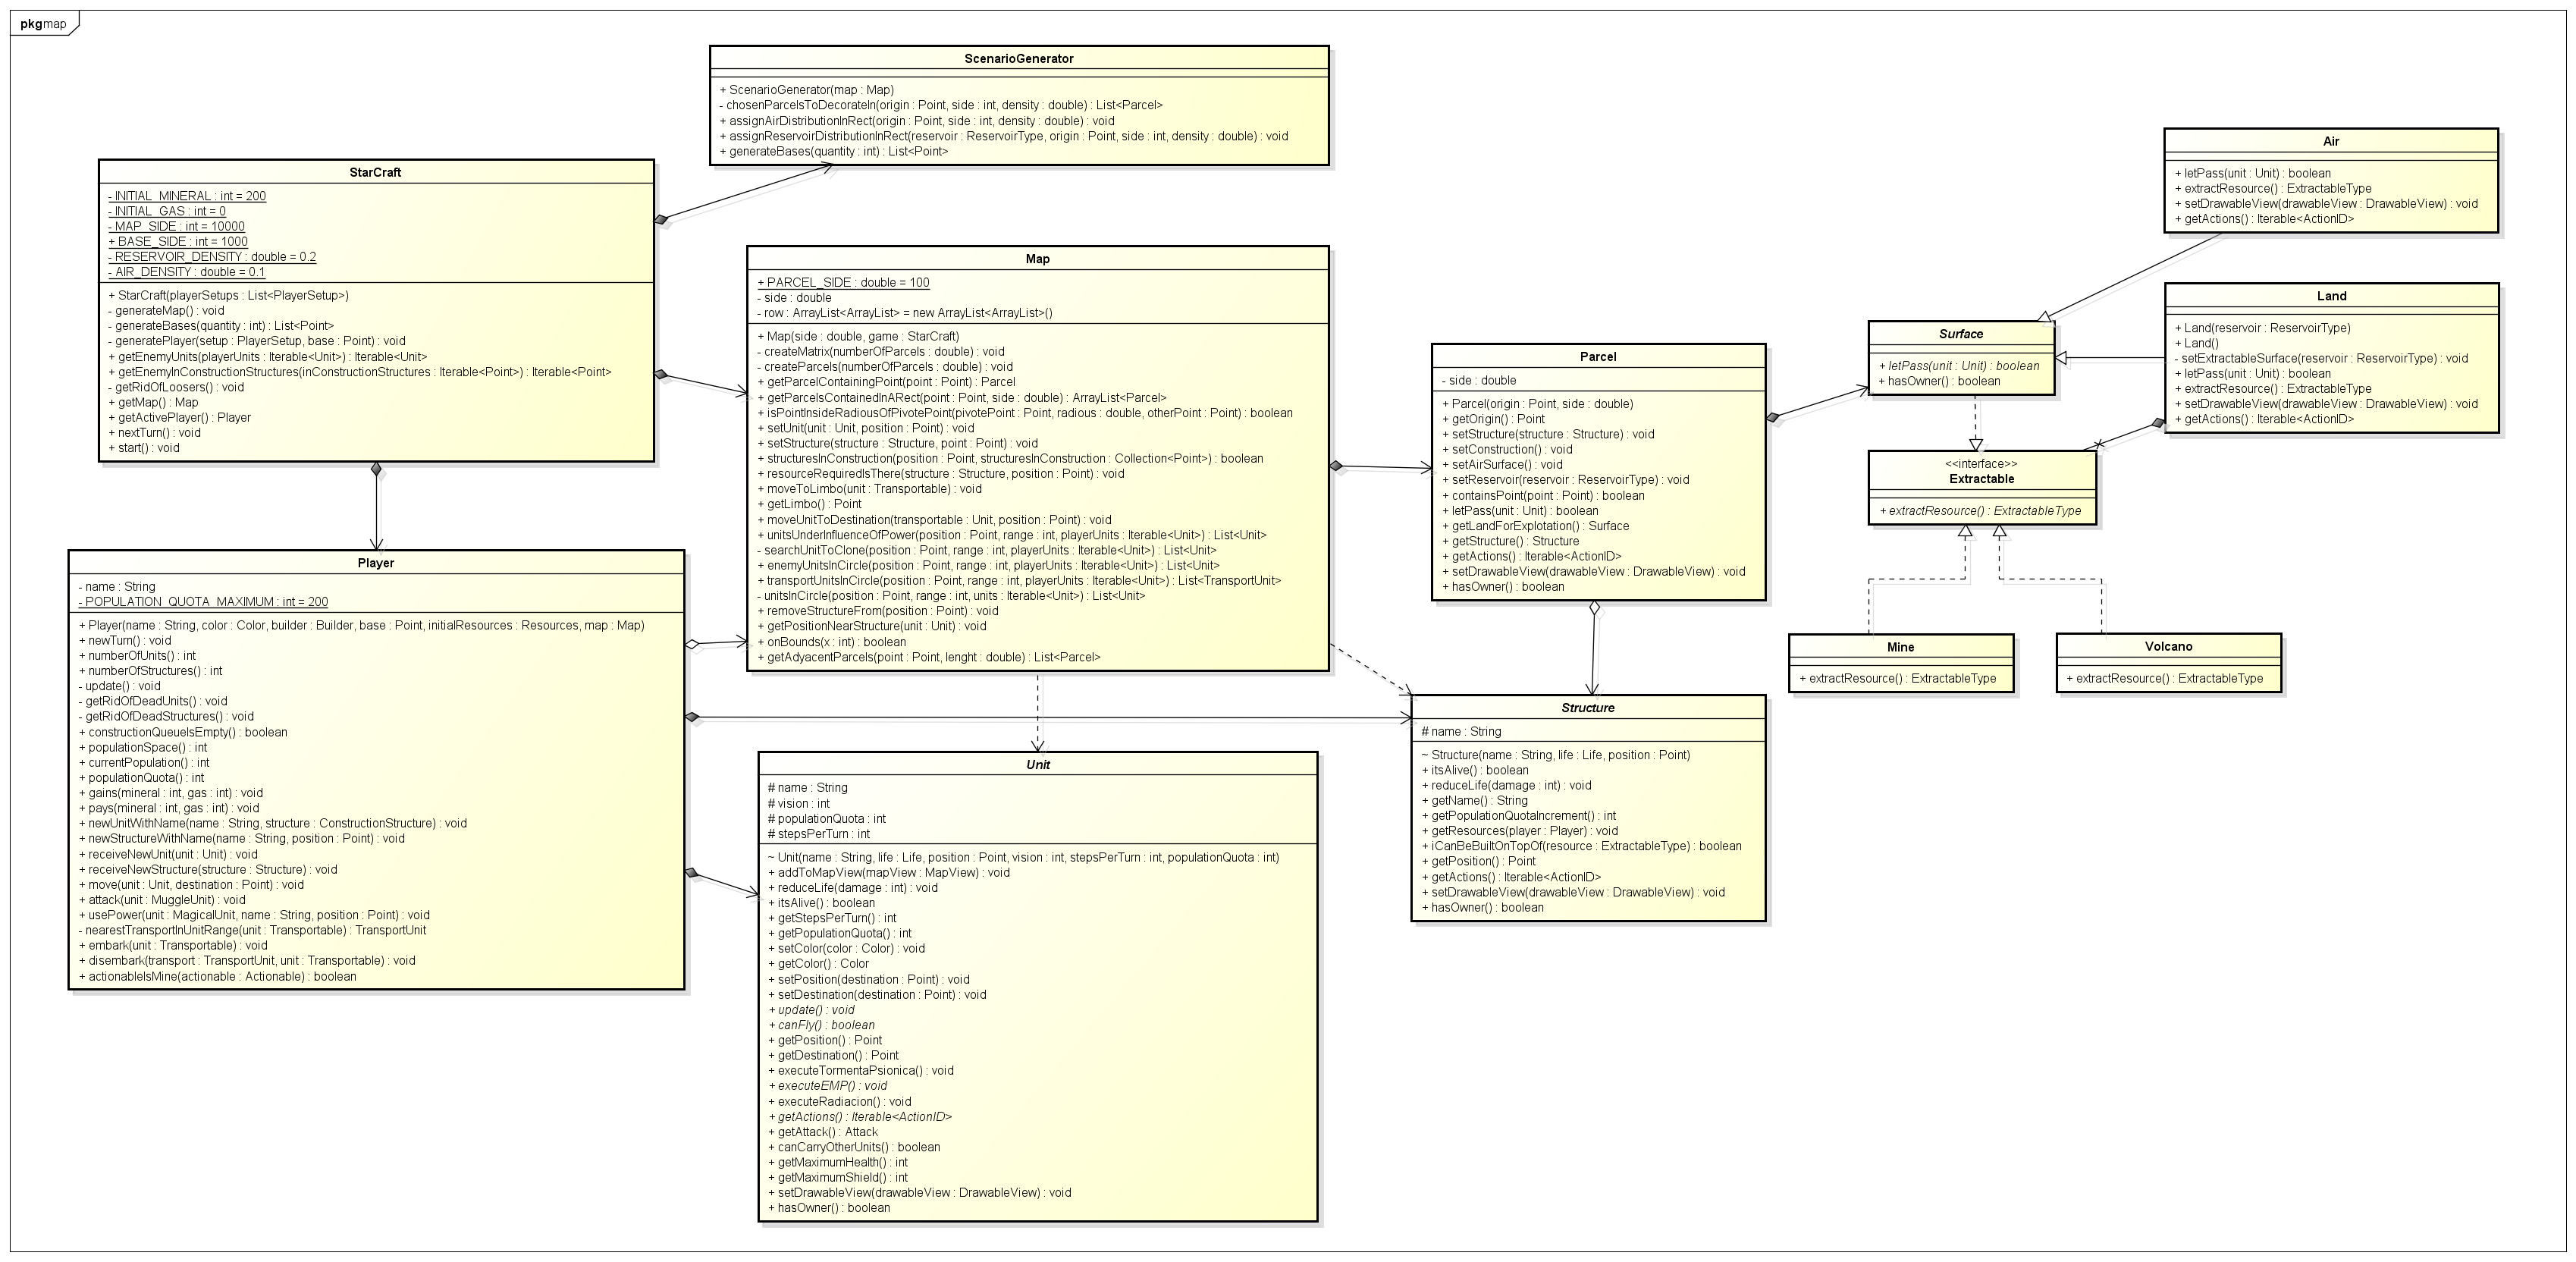 pkg map
ScenarioGenerator
+ ScenarioGenerator(map : Map)
- chosenParcelsToDecorateIn(origin : Point, side : int, density : double) : List<Parcel>
+ assignAirDistributionInRect(origin : Point, side : int, density : double) : void
+ assignReservoirDistributionInRect(reservoir : ReservoirType, origin : Point, side : int, density : double) : void
+ generateBases(quantity : int) : List<Point>
StarCraft
- INITIAL_MINERAL : int = 200
- INITIAL_GAS : int = 0
- MAP_SIDE : int = 10000
+ BASE_SIDE : int = 1000
- RESERVOIR_DENSITY : double = 0.2
- AIR_DENSITY : double = 0.1
+ StarCraft(playerSetups : List<PlayerSetup>)
- generateMap() : void
- generateBases(quantity : int) : List<Point>
- generatePlayer(setup : PlayerSetup, base : Point) : void
+ getEnemyUnits(playerUnits : Iterable<Unit>) : Iterable<Unit>
+ getEnemyInConstructionStructures(inConstructionStructures : Iterable<Point>) : Iterable<Point>
- getRidOfLoosers() : void
+ getMap() : Map
+ getActivePlayer() : Player
+ nextTurn() : void
+ start() : void
Map
+ PARCEL_SIDE : double = 100
- side : double
- row : ArrayList<ArrayList> = new ArrayList<ArrayList>()
+ Map(side : double, game : StarCraft)
- createMatrix(numberOfParcels : double) : void
- createParcels(numberOfParcels : double) : void
+ getParcelContainingPoint(point : Point) : Parcel
+ getParcelsContainedInARect(point : Point, side : double) : ArrayList<Parcel>
+ isPointInsideRadiousOfPivotePoint(pivotePoint : Point, radious : double, otherPoint : Point) : boolean
+ setUnit(unit : Unit, position : Point) : void
+ setStructure(structure : Structure, point : Point) : void
+ structuresInConstruction(position : Point, structuresInConstruction : Collection<Point>) : boolean
+ resourceRequiredIsThere(structure : Structure, position : Point) : void
+ moveToLimbo(unit : Transportable) : void
+ getLimbo() : Point
+ moveUnitToDestination(transportable : Unit, position : Point) : void
+ unitsUnderInfluenceOfPower(position : Point, range : int, playerUnits : Iterable<Unit>) : List<Unit>
- searchUnitToClone(position : Point, range : int, playerUnits : Iterable<Unit>) : List<Unit>
+ enemyUnitsInCircle(position : Point, range : int, playerUnits : Iterable<Unit>) : List<Unit>
+ transportUnitsInCircle(position : Point, range : int, playerUnits : Iterable<Unit>) : List<TransportUnit>
- unitsInCircle(position : Point, range : int, units : Iterable<Unit>) : List<Unit>
+ removeStructureFrom(position : Point) : void
+ getPositionNearStructure(unit : Unit) : void
+ onBounds(x : int) : boolean
+ getAdyacentParcels(point : Point, lenght : double) : List<Parcel>
Parcel
- side : double
+ Parcel(origin : Point, side : double)
+ getOrigin() : Point
+ setStructure(structure : Structure) : void
+ setConstruction() : void
+ setAirSurface() : void
+ setReservoir(reservoir : ReservoirType) : void
+ containsPoint(point : Point) : boolean
+ letPass(unit : Unit) : boolean
+ getLandForExplotation() : Surface
+ getStructure() : Structure
+ getActions() : Iterable<ActionID>
+ setDrawableView(drawableView : DrawableView) : void
+ hasOwner() : boolean
Air
+ letPass(unit : Unit) : boolean
+ extractResource() : ExtractableType
+ setDrawableView(drawableView : DrawableView) : void
+ getActions() : Iterable<ActionID>
Land
+ Land(reservoir : ReservoirType)
+ Land()
- setExtractableSurface(reservoir : ReservoirType) : void
+ letPass(unit : Unit) : boolean
+ extractResource() : ExtractableType
+ setDrawableView(drawableView : DrawableView) : void
+ getActions() : Iterable<ActionID>
Surface
+ letPass(unit : Unit) : boolean
+ hasOwner() : boolean
<<interface>>
Extractable
+ extractResource() : ExtractableType
Mine
+ extractResource() : ExtractableType
Volcano
+ extractResource() : ExtractableType
Player
- name : String
- POPULATION_QUOTA_MAXIMUM : int = 200
+ Player(name : String, color : Color, builder : Builder, base : Point, initialResources : Resources, map : Map)
+ newTurn() : void
+ numberOfUnits() : int
+ numberOfStructures() : int
- update() : void
- getRidOfDeadUnits() : void
- getRidOfDeadStructures() : void
+ constructionQueueIsEmpty() : boolean
+ populationSpace() : int
+ currentPopulation() : int
+ populationQuota() : int
+ gains(mineral : int, gas : int) : void
+ pays(mineral : int, gas : int) : void
+ newUnitWithName(name : String, structure : ConstructionStructure) : void
+ newStructureWithName(name : String, position : Point) : void
+ receiveNewUnit(unit : Unit) : void
+ receiveNewStructure(structure : Structure) : void
+ move(unit : Unit, destination : Point) : void
+ attack(unit : MuggleUnit) : void
+ usePower(unit : MagicalUnit, name : String, position : Point) : void
- nearestTransportInUnitRange(unit : Transportable) : TransportUnit
+ embark(unit : Transportable) : void
+ disembark(transport : TransportUnit, unit : Transportable) : void
+ actionableIsMine(actionable : Actionable) : boolean
Unit
# name : String
# vision : int
# populationQuota : int
# stepsPerTurn : int
~ Unit(name : String, life : Life, position : Point, vision : int, stepsPerTurn : int, populationQuota : int)
+ addToMapView(mapView : MapView) : void
+ reduceLife(damage : int) : void
+ itsAlive() : boolean
+ getStepsPerTurn() : int
+ getPopulationQuota() : int
+ setColor(color : Color) : void
+ getColor() : Color
+ setPosition(destination : Point) : void
+ setDestination(destination : Point) : void
+ update() : void
+ canFly() : boolean
+ getPosition() : Point
+ getDestination() : Point
+ executeTormentaPsionica() : void
+ executeEMP() : void
+ executeRadiacion() : void
+ getActions() : Iterable<ActionID>
+ getAttack() : Attack
+ canCarryOtherUnits() : boolean
+ getMaximumHealth() : int
+ getMaximumShield() : int
+ setDrawableView(drawableView : DrawableView) : void
+ hasOwner() : boolean
Structure
# name : String
~ Structure(name : String, life : Life, position : Point)
+ itsAlive() : boolean
+ reduceLife(damage : int) : void
+ getName() : String
+ getPopulationQuotaIncrement() : int
+ getResources(player : Player) : void
+ iCanBeBuiltOnTopOf(resource : ExtractableType) : boolean
+ getPosition() : Point
+ getActions() : Iterable<ActionID>
+ setDrawableView(drawableView : DrawableView) : void
+ hasOwner() : boolean